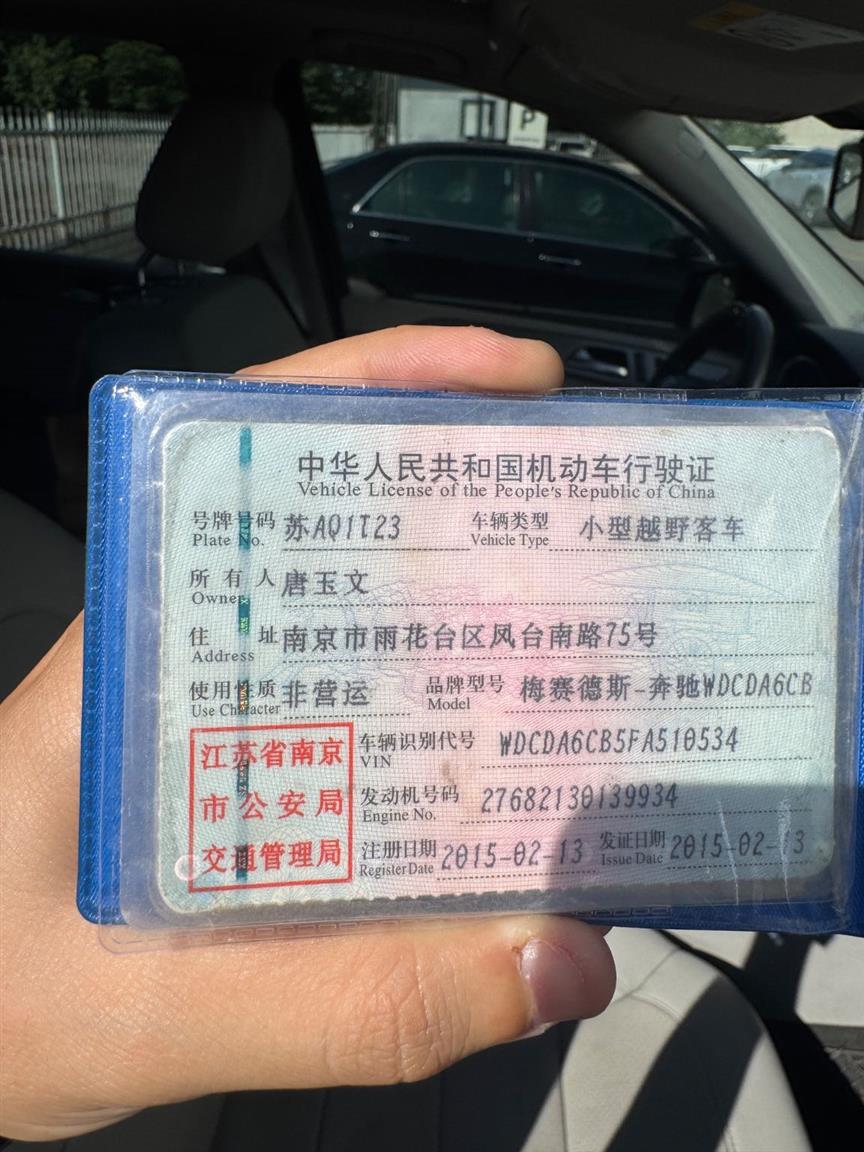 中华人民共和国机动车行驶证
Vehicle License of the People's Republic of China
号牌号码 苏AQ1T23 车辆类型 小型越野客车
Plate No. Vehicle Type
所有人 唐玉文
Owner
住址 南京市雨花台区凤台南路75号
Address
使用性质 非营运 品牌型号 梅赛德斯-奔驰WDCDA6CB
Use Character Model
江苏省南京
市公安局
交通管理局
车辆识别代号 WDCDA6CB5FA510534
VIN
发动机号码 27682130139934
Engine No.
注册日期 2015-02-13 发证日期 2015-02-13
Register Date Issue Date
P